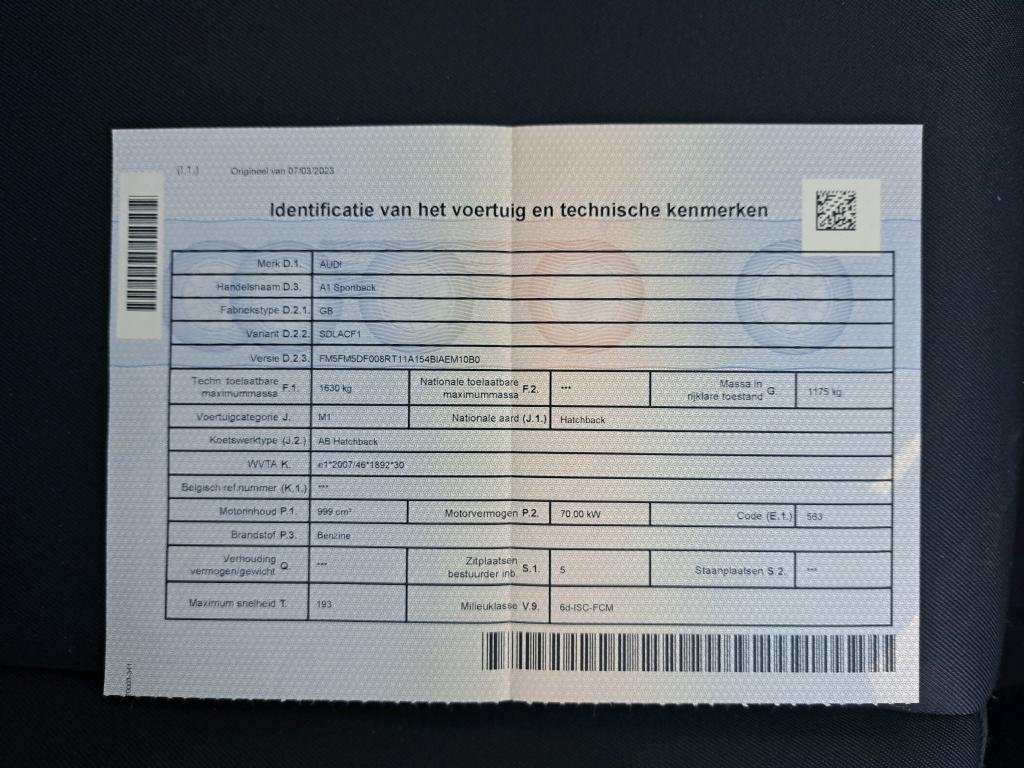 (I.1.) Origineel van 07/03/2023
Identificatie van het voertuig en technische kenmerken
Merk D.1. AUDI
Handelsnaam D.3. A1 Sportback
Fabriekstype D.2.1. GB
Variant D.2.2. SDLACF1
Versie D.2.3. FM5FM5DF008RT11A154BIAEM10B0
Techn. toelaatbare maximummassa F.1. 1630 kg Nationale toelaatbare maximummassa F.2. *** Massa in rijklare toestand G. 1175 kg
Voertuigcategorie J. M1 Nationale aard (J.1.) Hatchback
Koetswerktype (J.2.) AB Hatchback
WVTA K. e1*2007/46*1892*30
Belgisch ref.nummer (K.1.) ***
Motorinhoud P.1. 999 cm³ Motorvermogen P.2. 70.00 kW Code (E.1.) 563
Brandstof P.3. Benzine
Verhouding vermogen/gewicht Q. *** Zitplaatsen bestuurder inb. S.1. 5 Staanplaatsen S.2. ***
Maximum snelheid T. 193 Milieuklasse V.9. 6d-ISC-FCM